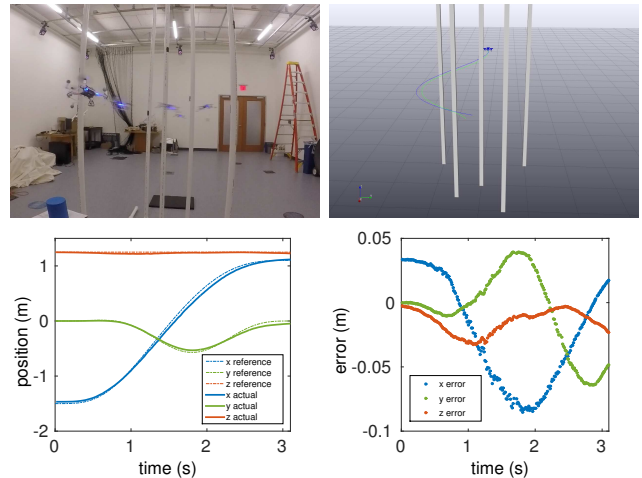 1
0
-1
-2
position (m)
0
1
2
3
time (s)
x reference
y reference
z reference
x actual
y actual
z actual
0.05
0
-0.05
-0.1
error (m)
0
1
2
3
time (s)
x error
y error
z error